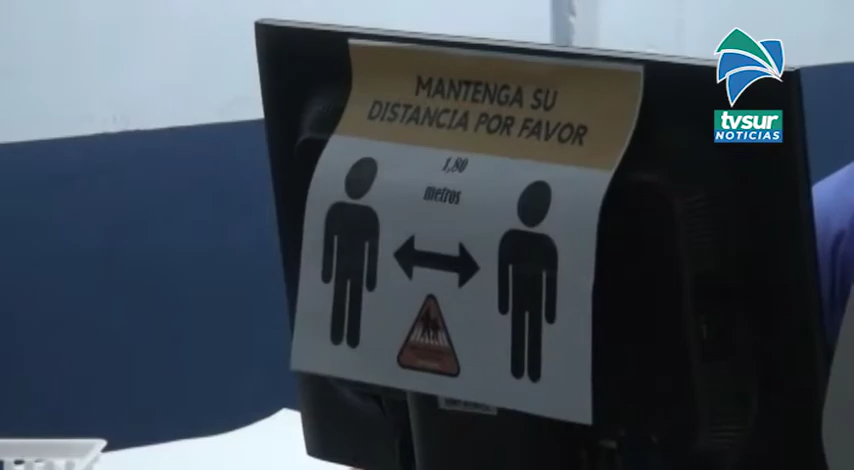 MANTENGA SU
DISTANCIA POR FAVOR
1,80
metros
tvsur
NOTICIAS